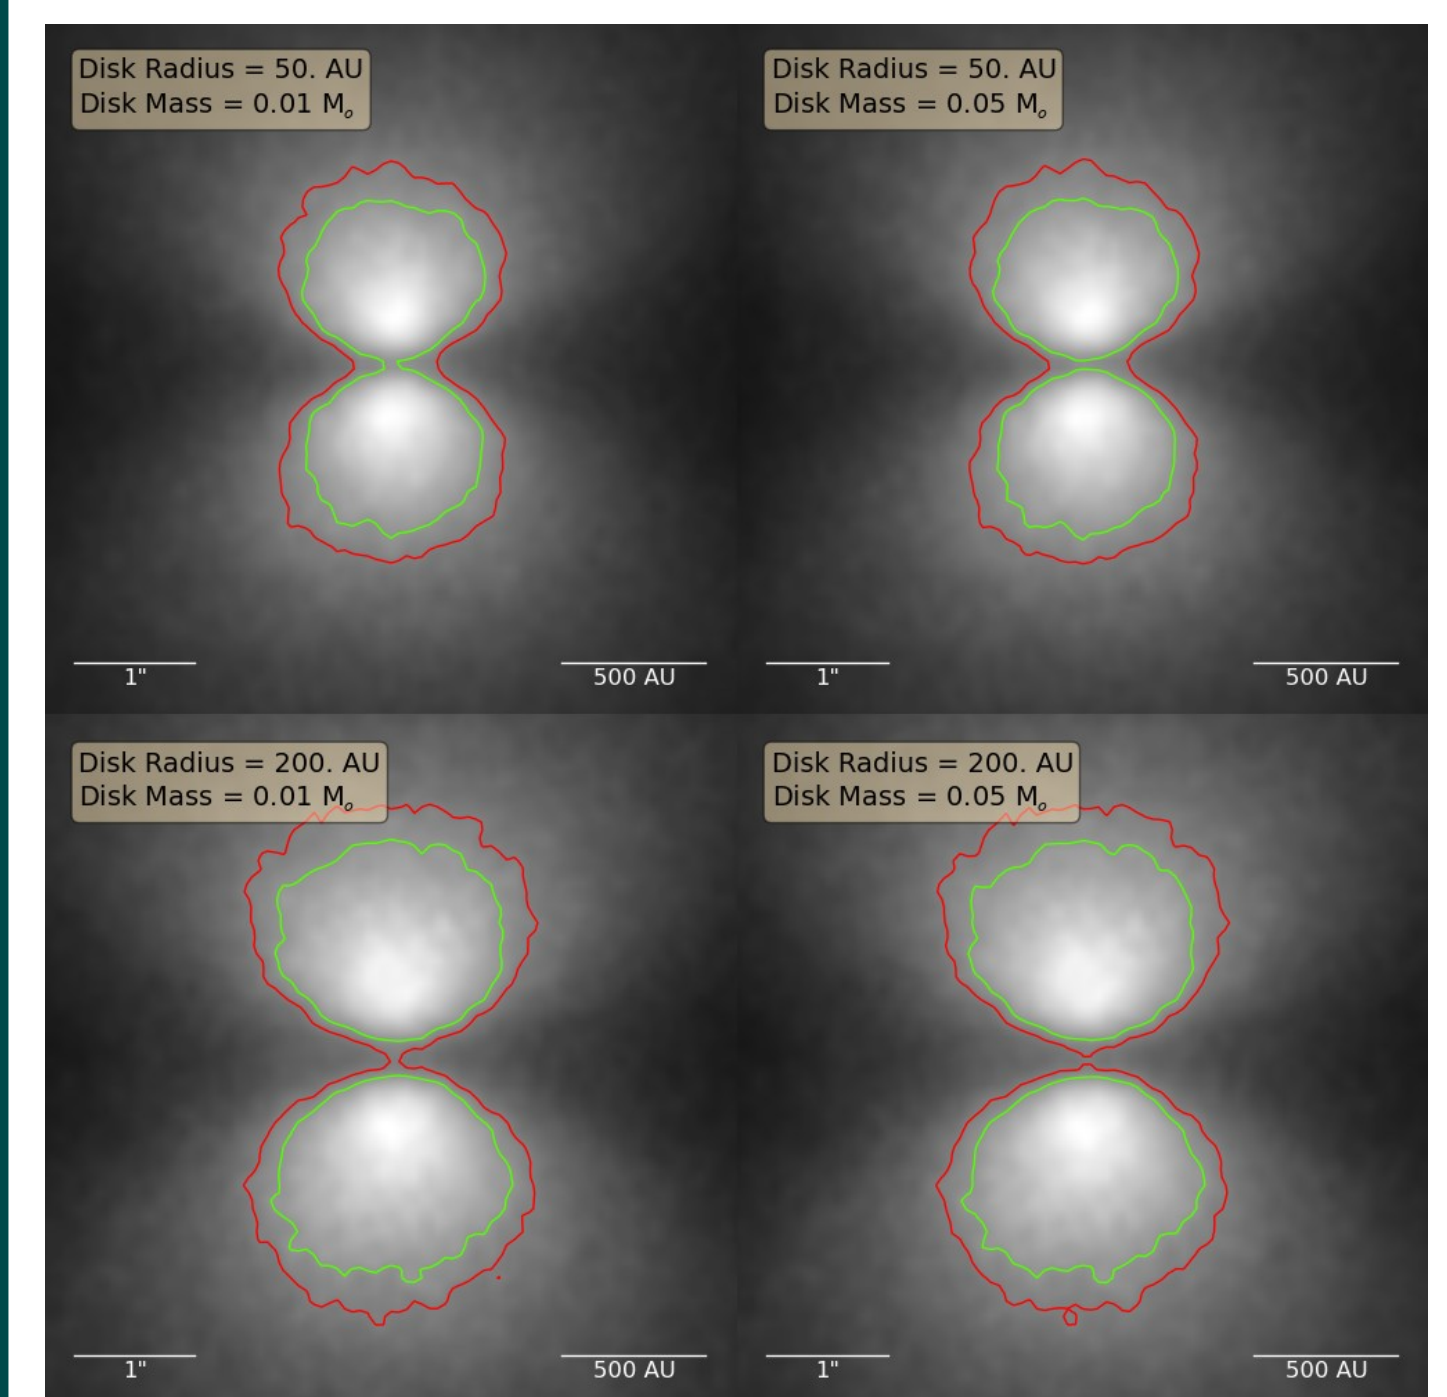 Disk Radius = 50. AU
Disk Mass = 0.01 Mₒ
Disk Radius = 50. AU
Disk Mass = 0.05 Mₒ
1"
500 AU
1"
500 AU
Disk Radius = 200. AU
Disk Mass = 0.01 Mₒ
Disk Radius = 200. AU
Disk Mass = 0.05 Mₒ
1"
500 AU
1"
500 AU